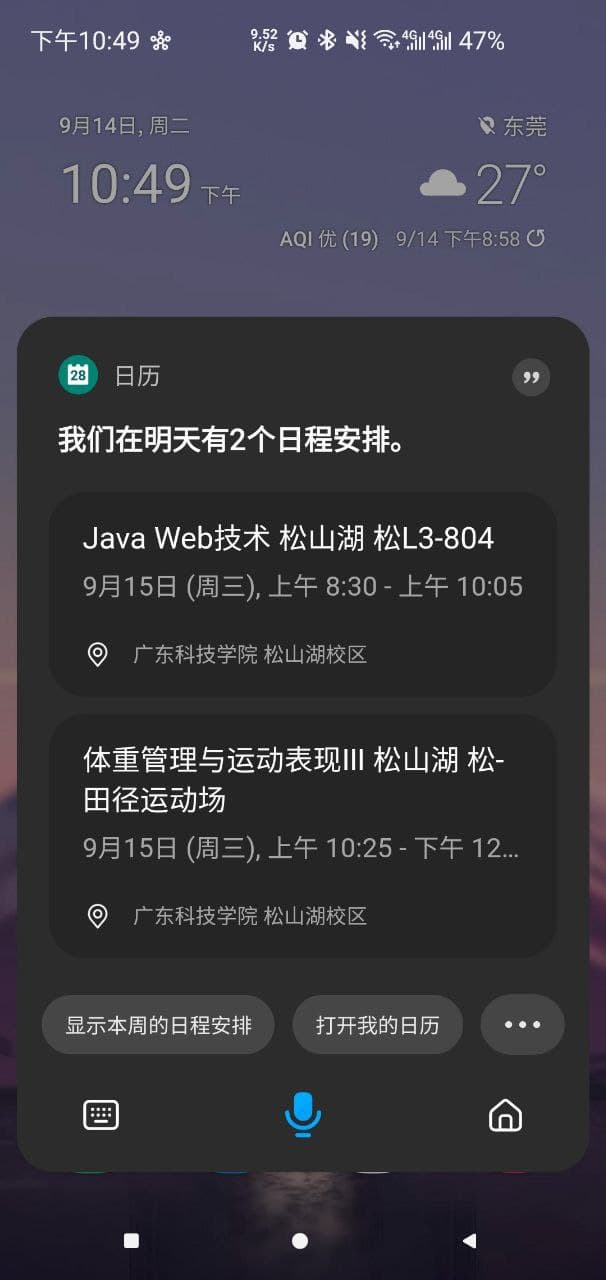 下午10:49 9.52 K/s 4G 4G 47%
9月14日, 周二 东莞
10:49 下午 27°
AQI 优 (19) 9/14 下午8:58
28 日历
我们在明天有2个日程安排。
Java Web技术 松山湖 松L3-804
9月15日 (周三), 上午 8:30 - 上午 10:05
广东科技学院 松山湖校区
体重管理与运动表现III 松山湖 松-
田径运动场
9月15日 (周三), 上午 10:25 - 下午 12...
广东科技学院 松山湖校区
显示本周的日程安排 打开我的日历